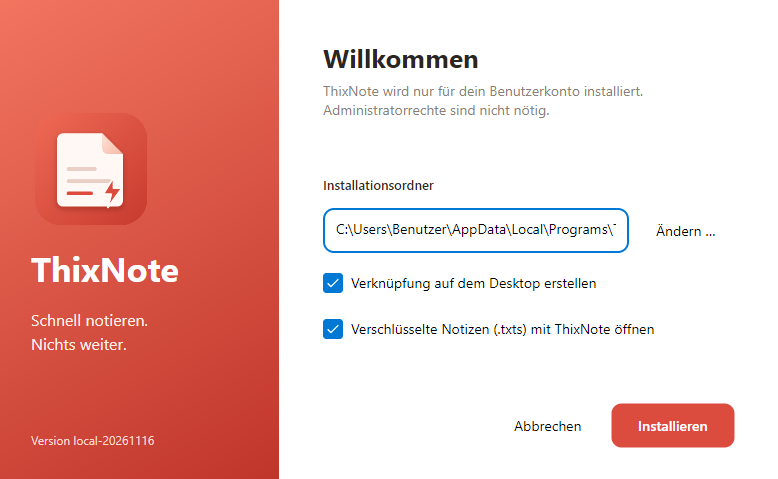 Willkommen
ThixNote wird nur für dein Benutzerkonto installiert.
Administratorrechte sind nicht nötig.
Installationsordner
C:\Users\Benutzer\AppData\Local\Programs\
Ändern ...
Verknüpfung auf dem Desktop erstellen
Verschlüsselte Notizen (.txts) mit ThixNote öffnen
Abbrechen
Installieren
ThixNote
Schnell notieren.
Nichts weiter.
Version local-20261116